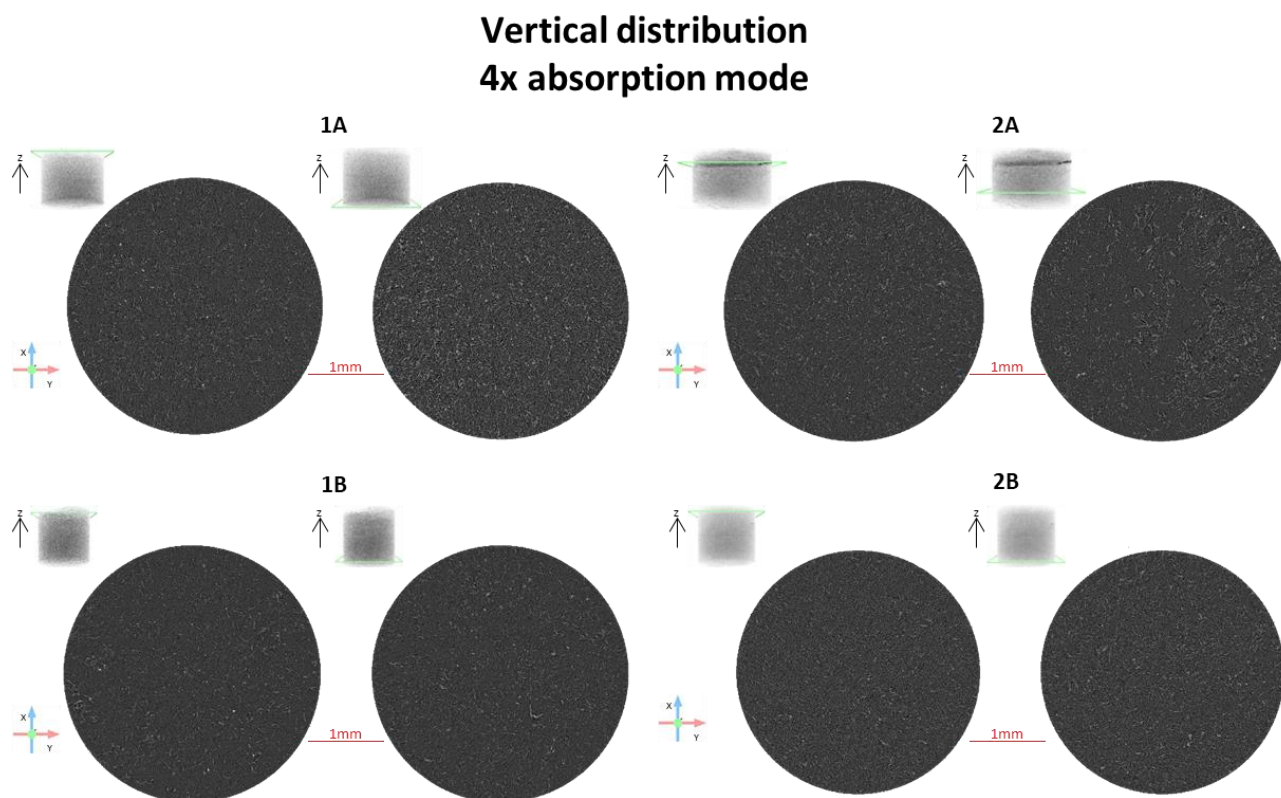 Vertical distribution
4x absorption mode
1A
2A
z
z
z
z
X
Y
1mm
X
Y
1mm
1B
2B
z
z
z
z
X
Y
1mm
X
Y
1mm